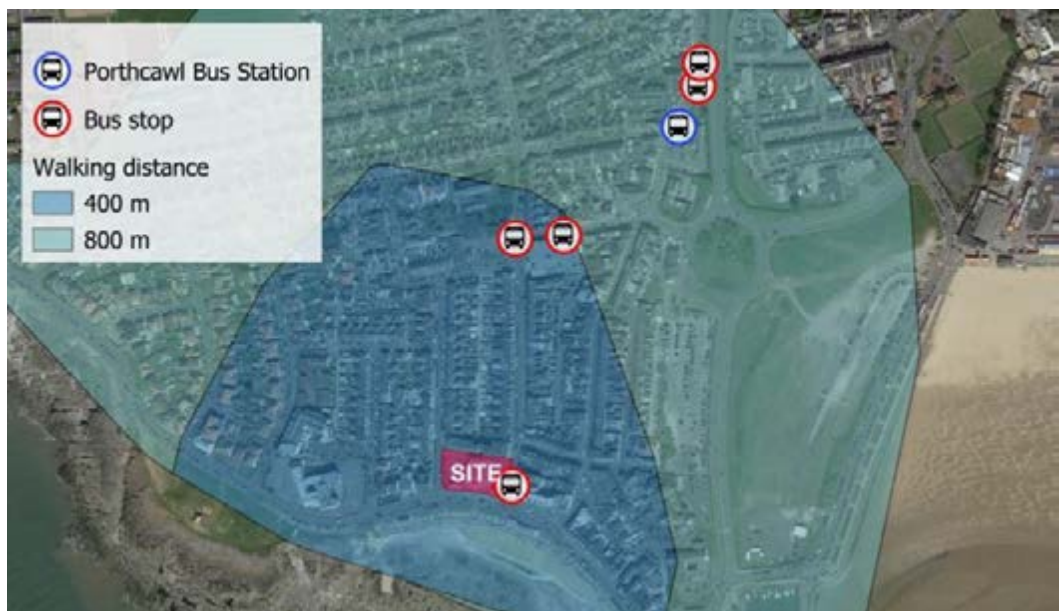 Porthcawl Bus Station
Bus stop
Walking distance
400 m
800 m
SITE